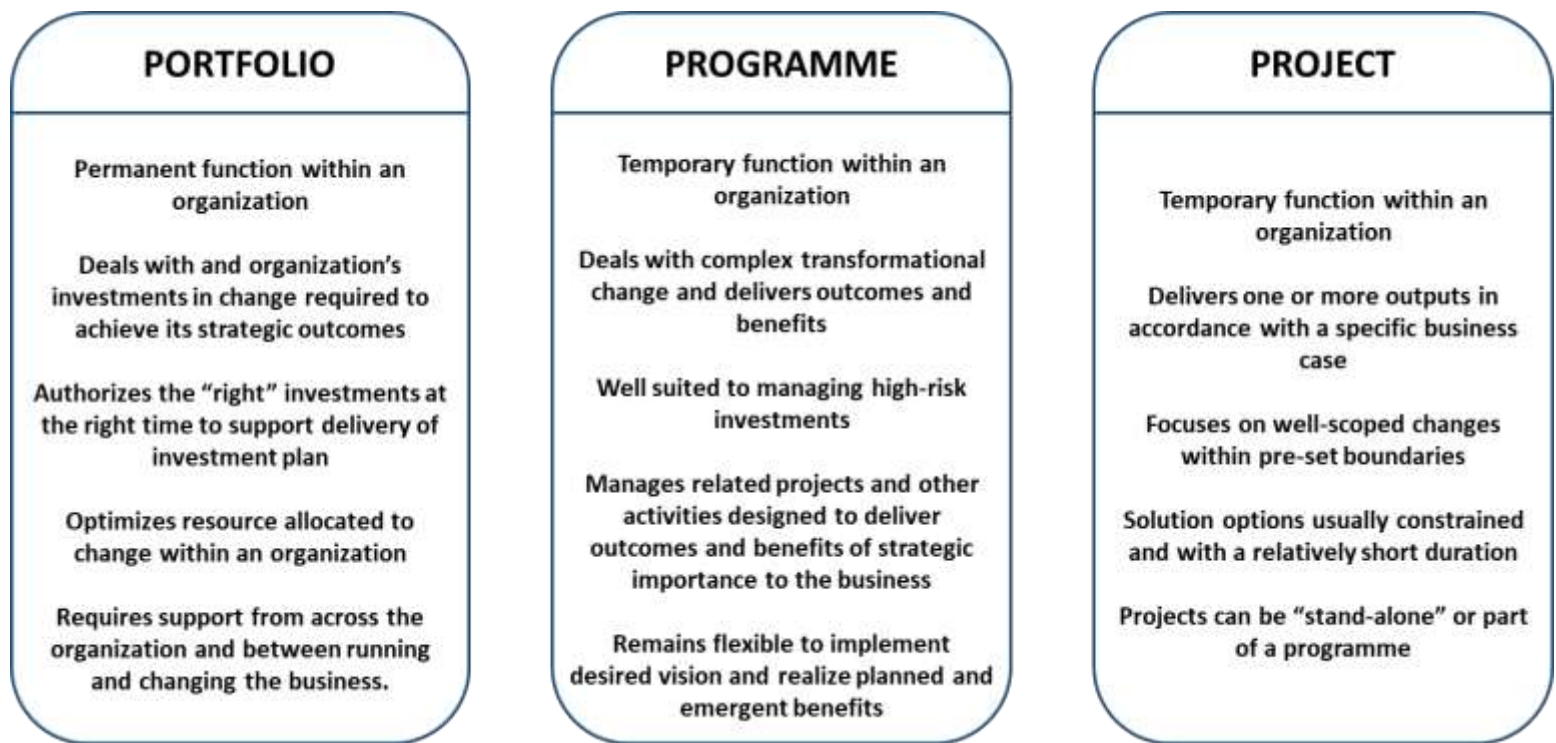 PORTFOLIO
Permanent function within an
organization
Deals with and organization's
investments in change required to
achieve its strategic outcomes
Authorizes the “right” investments at
the right time to support delivery of
investment plan
Optimizes resource allocated to
change within an organization
Requires support from across the
organization and between running
and changing the business.
PROGRAMME
Temporary function within an
organization
Deals with complex transformational
change and delivers outcomes and
benefits
Well suited to managing high-risk
investments
Manages related projects and other
activities designed to deliver
outcomes and benefits of strategic
importance to the business
Remains flexible to implement
desired vision and realize planned and
emergent benefits
PROJECT
Temporary function within an
organization
Delivers one or more outputs in
accordance with a specific business
case
Focuses on well-scoped changes
within pre-set boundaries
Solution options usually constrained
and with a relatively short duration
Projects can be “stand-alone” or part
of a programme